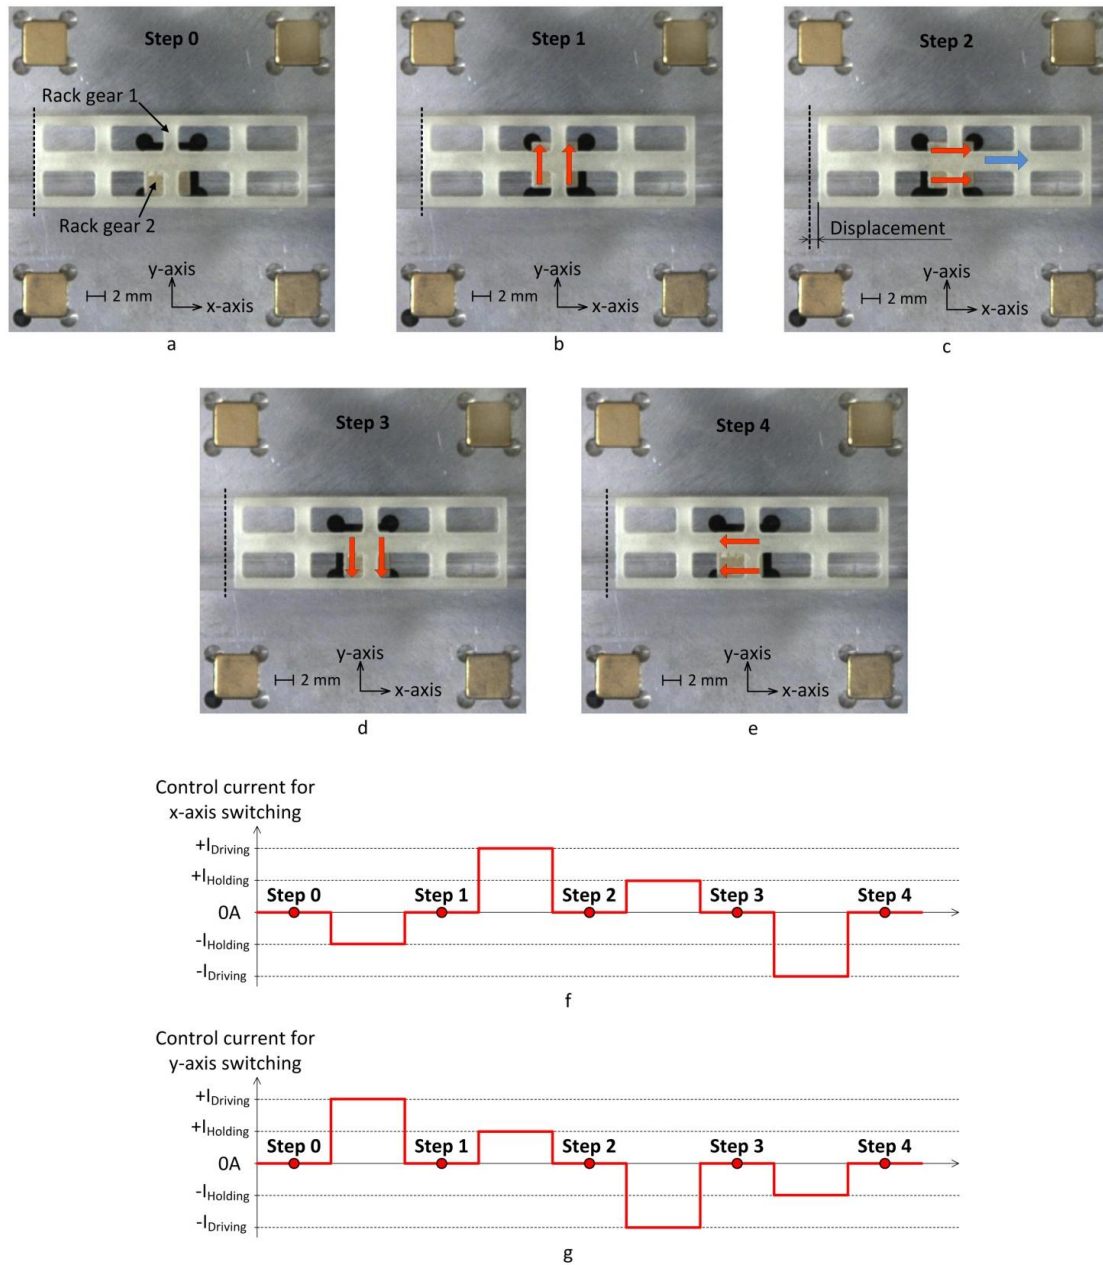 Step 0
Rack gear 1
Rack gear 2
y-axis
2 mm
x-axis
a
Step 1
y-axis
2 mm
x-axis
b
Step 2
Displacement
y-axis
2 mm
x-axis
c
Step 3
y-axis
2 mm
x-axis
d
Step 4
y-axis
2 mm
x-axis
e
Control current for
x-axis switching
+IDriving
+IHolding
Step 0 Step 1 Step 2 Step 3 Step 4
0A
-IHolding
-IDriving
f
Control current for
y-axis switching
+IDriving
+IHolding
Step 0 Step 1 Step 2 Step 3 Step 4
0A
-IHolding
-IDriving
g